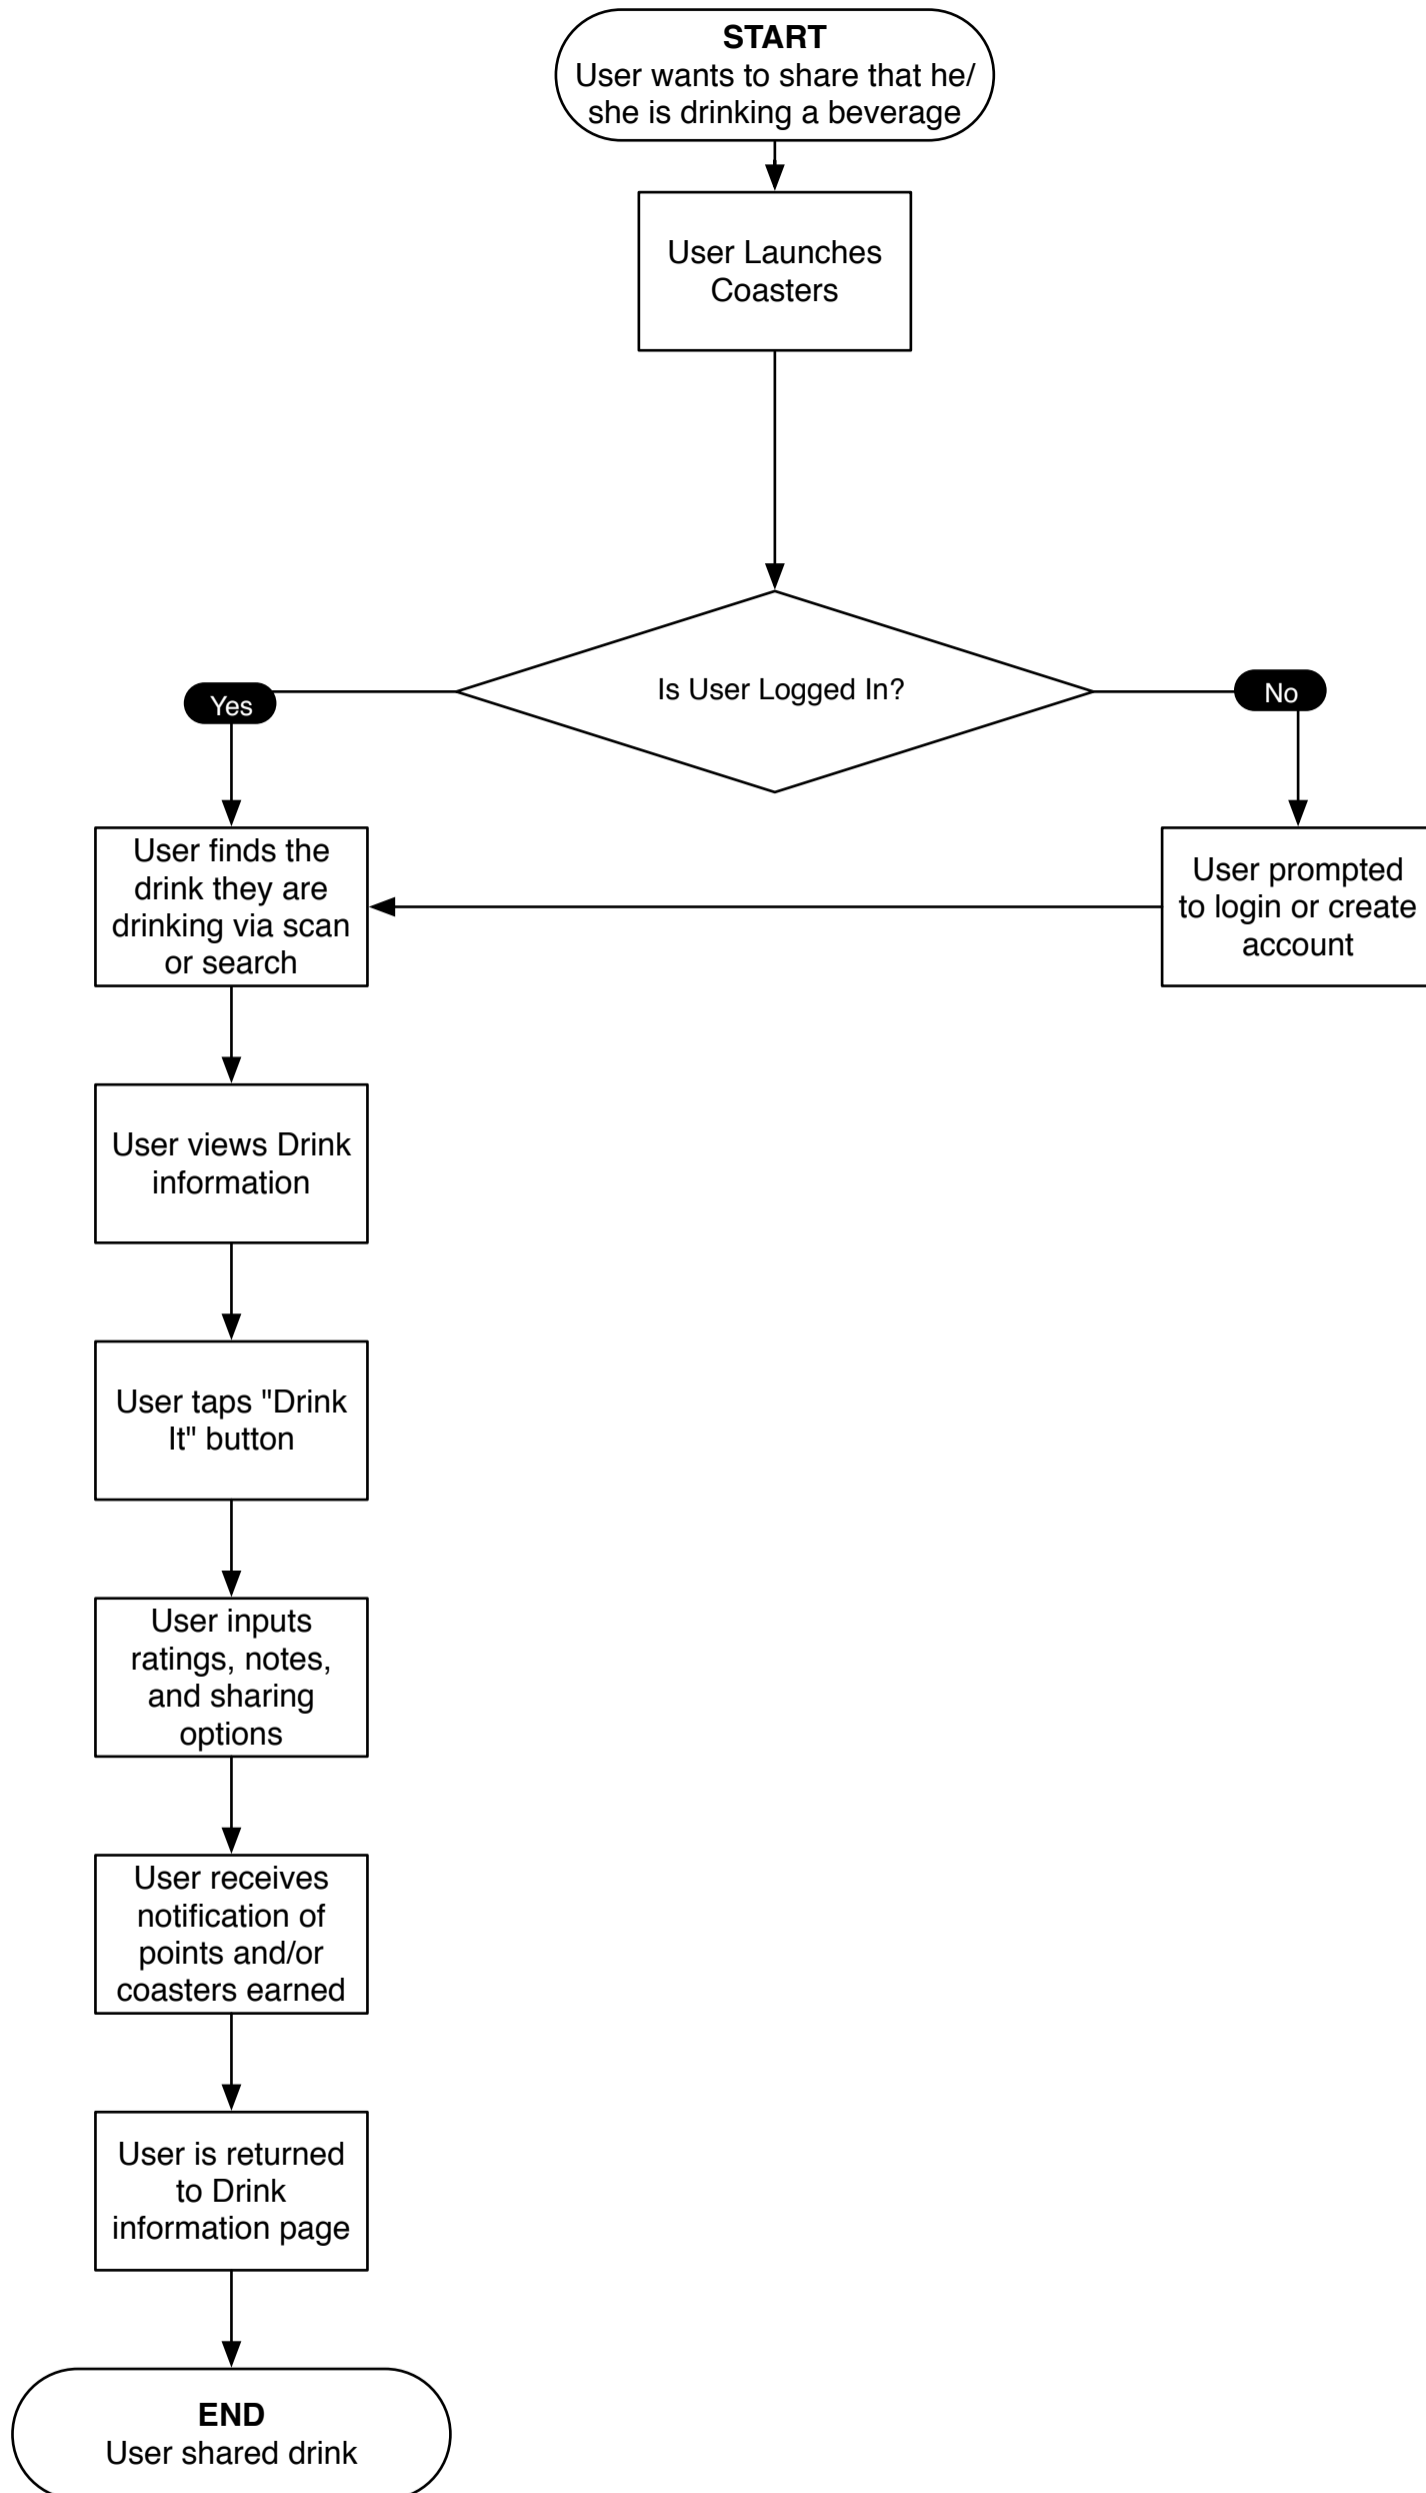 START
User wants to share that he/
she is drinking a beverage
User Launches
Coasters
Is User Logged In?
Yes
No
User finds the
drink they are
drinking via scan
or search
User prompted
to login or create
account
User views Drink
information
User taps "Drink
It" button
User inputs
ratings, notes,
and sharing
options
User receives
notification of
points and/or
coasters earned
User is returned
to Drink
information page
END
User shared drink